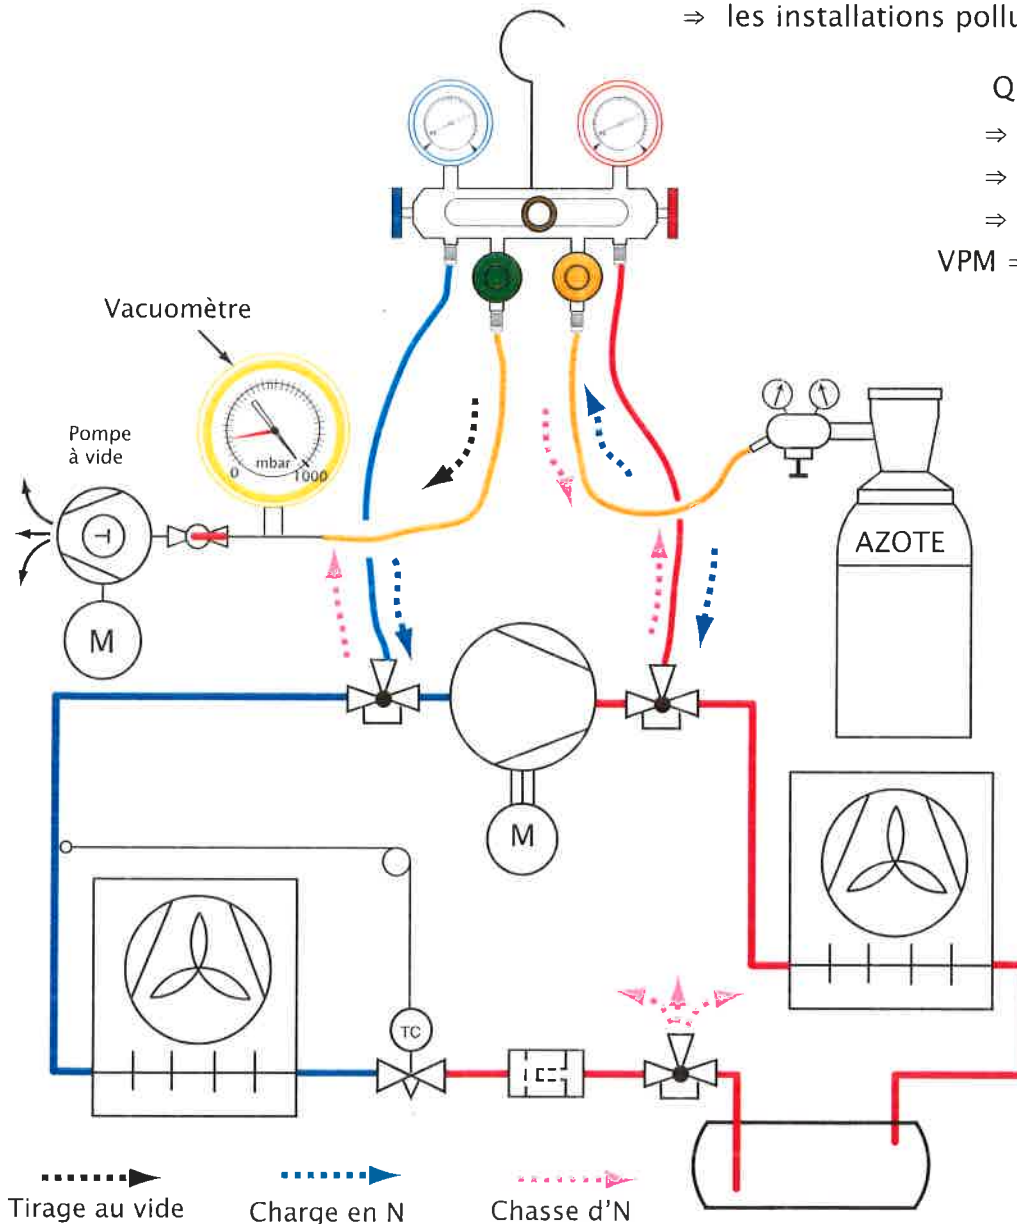 ⇒ les installations pollu
Q
⇒
⇒
⇒
VPM =
Vacuomètre
Pompe
à vide
0 mbar 1000
AZOTE
M
M
TC
Tirage au vide
Charge en N
Chasse d'N